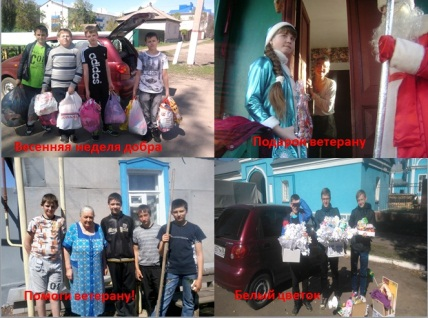 Весенняя неделя добра
Подарок ветерану
adidas
Помоги ветерану!
Белый цветок